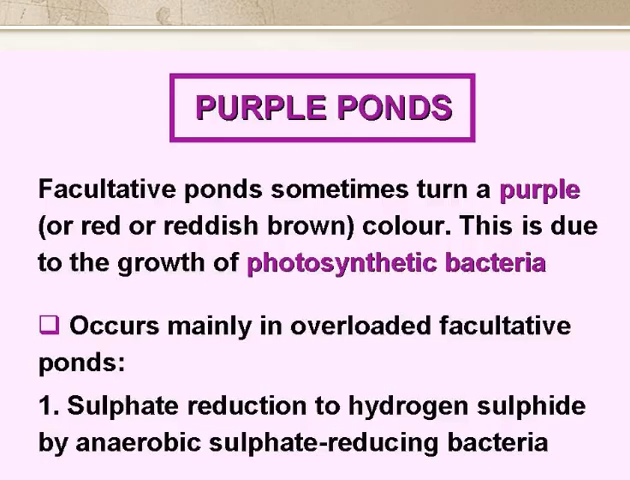 PURPLE PONDS
Facultative ponds sometimes turn a purple
(or red or reddish brown) colour. This is due
to the growth of photosynthetic bacteria
❑ Occurs mainly in overloaded facultative
ponds:
1. Sulphate reduction to hydrogen sulphide
by anaerobic sulphate-reducing bacteria